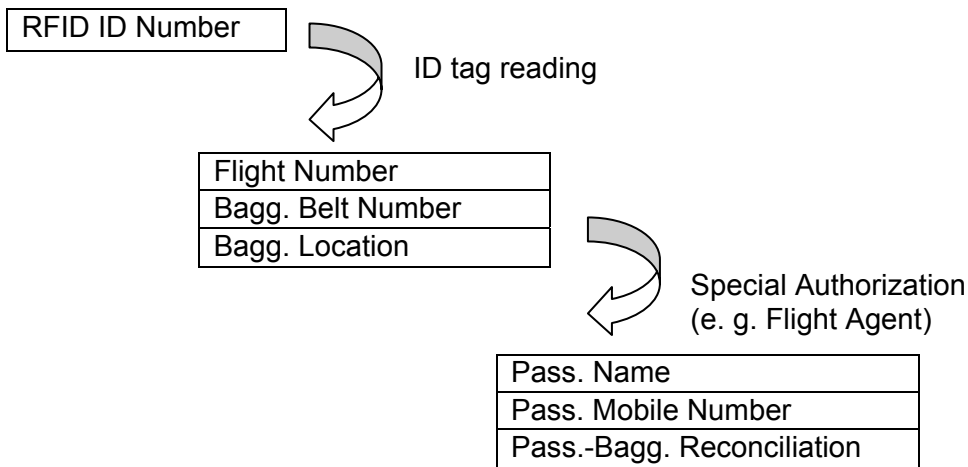 RFID ID Number
ID tag reading
Flight Number
Bagg. Belt Number
Bagg. Location
Special Authorization
(e. g. Flight Agent)
Pass. Name
Pass. Mobile Number
Pass.-Bagg. Reconciliation